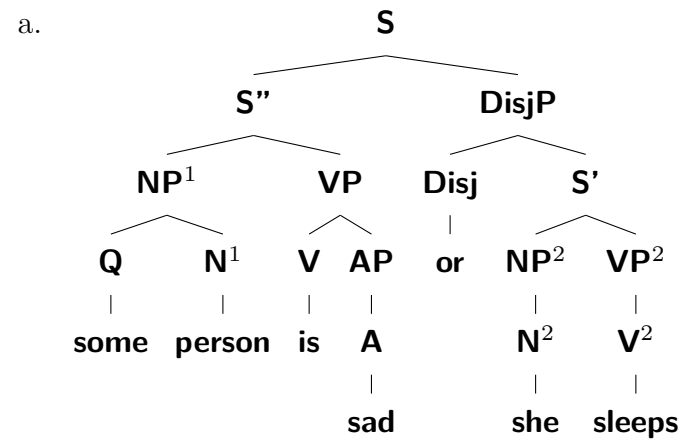 a. S
S” DisjP
NP¹ VP Disj S’
Q N¹ V AP or NP² VP²
some person is A N² V²
sad she sleeps